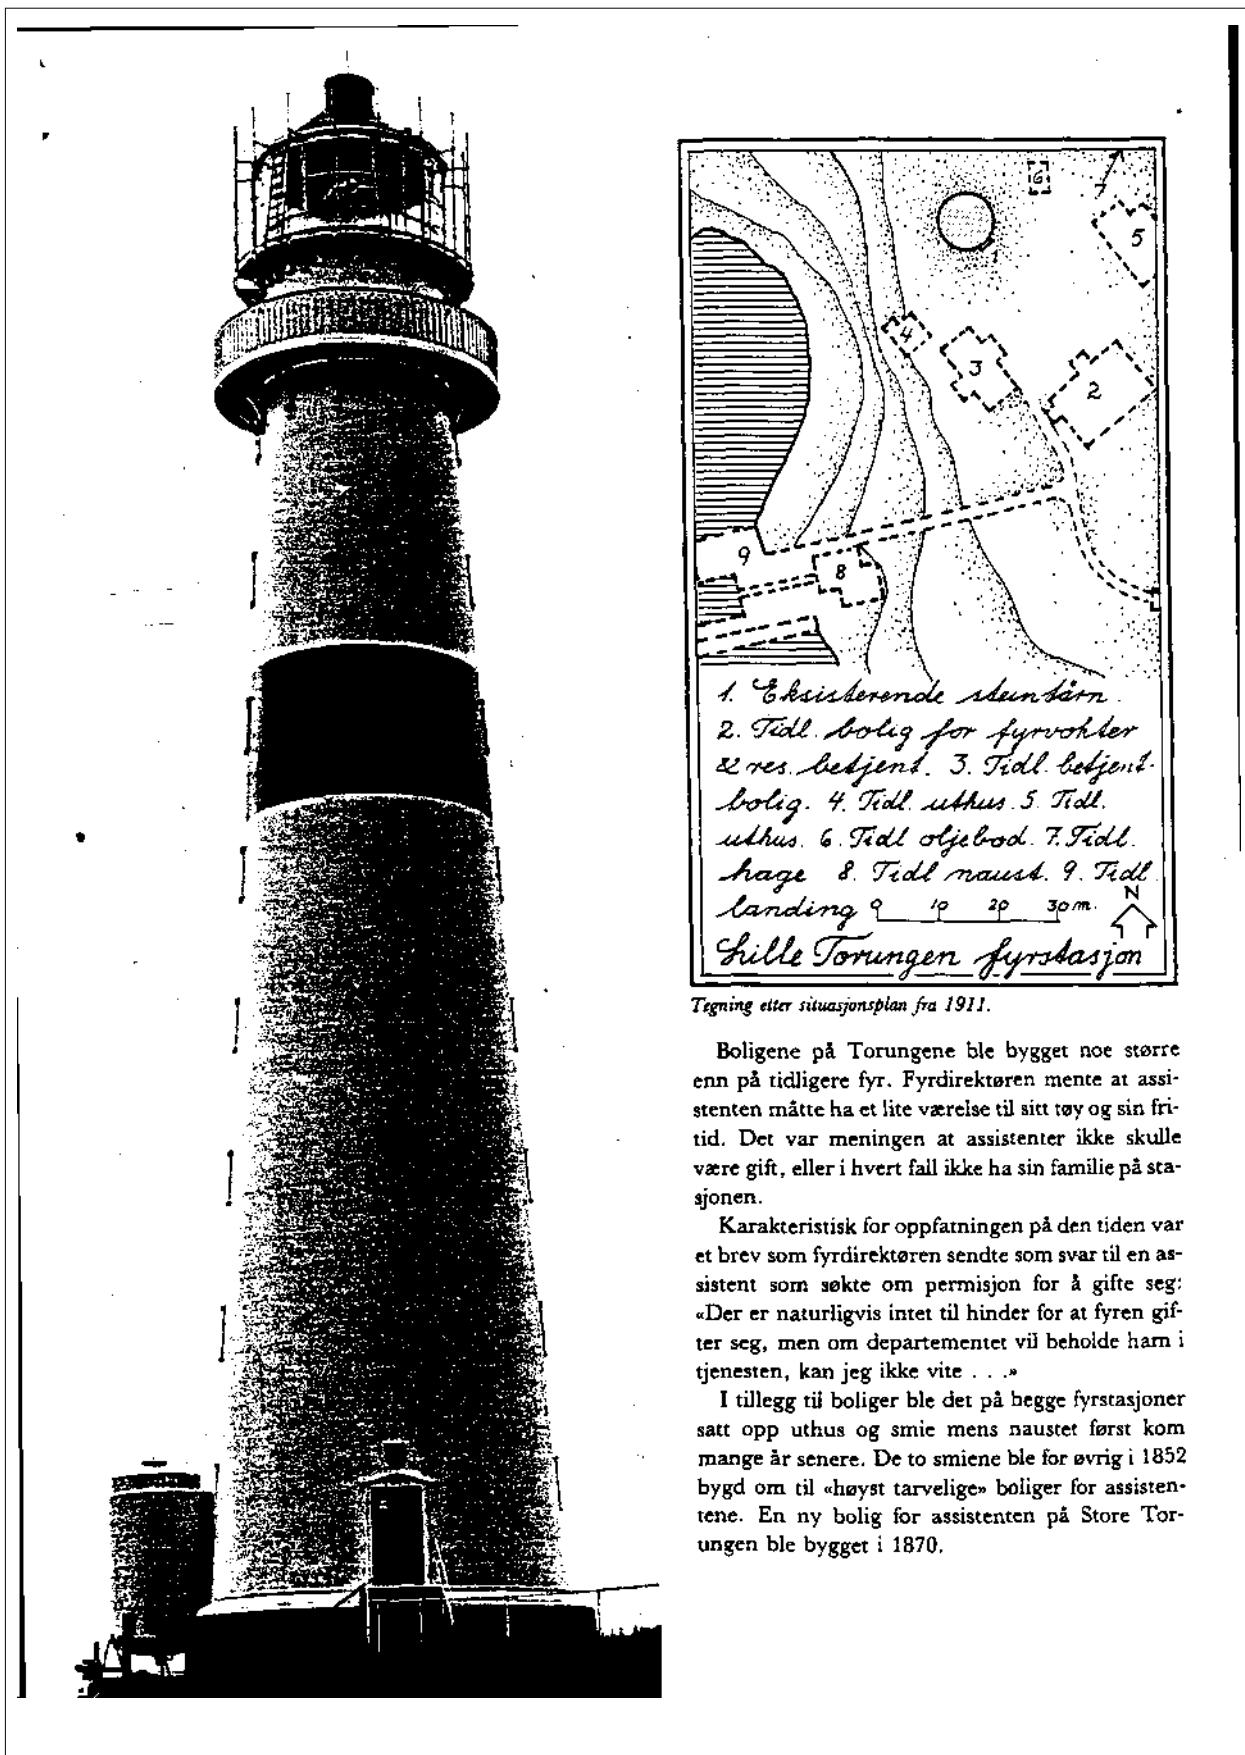 6
7
5
1
4
3
2
9
8
1. Eksisterende steintårn.
2. Tidl. bolig for fyrvokter
& res. betjent. 3. Tidl. betjent-
bolig. 4. Tidl. uthus. 5. Tidl.
uthus. 6. Tidl oljebod. 7. Tidl.
hage 8. Tidl naust. 9. Tidl.
landing 0 10 20 30 m. N
Lille Torungen fyrstasjon
Tegning etter situasjonsplan fra 1911.
Boligene på Torungene ble bygget noe større
enn på tidligere fyr. Fyrdirektøren mente at assi-
stenten måtte ha et lite værelse til sitt tøy og sin fri-
tid. Det var meningen at assistenter ikke skulle
være gift, eller i hvert fall ikke ha sin familie på sta-
sjonen.
Karakteristisk for oppfatningen på den tiden var
et brev som fyrdirektøren sendte som svar til en as-
sistent som søkte om permisjon for å gifte seg:
«Der er naturligvis intet til hinder for at fyren gif-
ter seg, men om departementet vil beholde ham i
tjenesten, kan jeg ikke vite . . .»
I tillegg til boliger ble det på begge fyrstasjoner
satt opp uthus og smie mens naustet først kom
mange år senere. De to smiene ble for øvrig i 1852
bygd om til «høyst tarvelige» boliger for assisten-
tene. En ny bolig for assistenten på Store Tor-
ungen ble bygget i 1870.